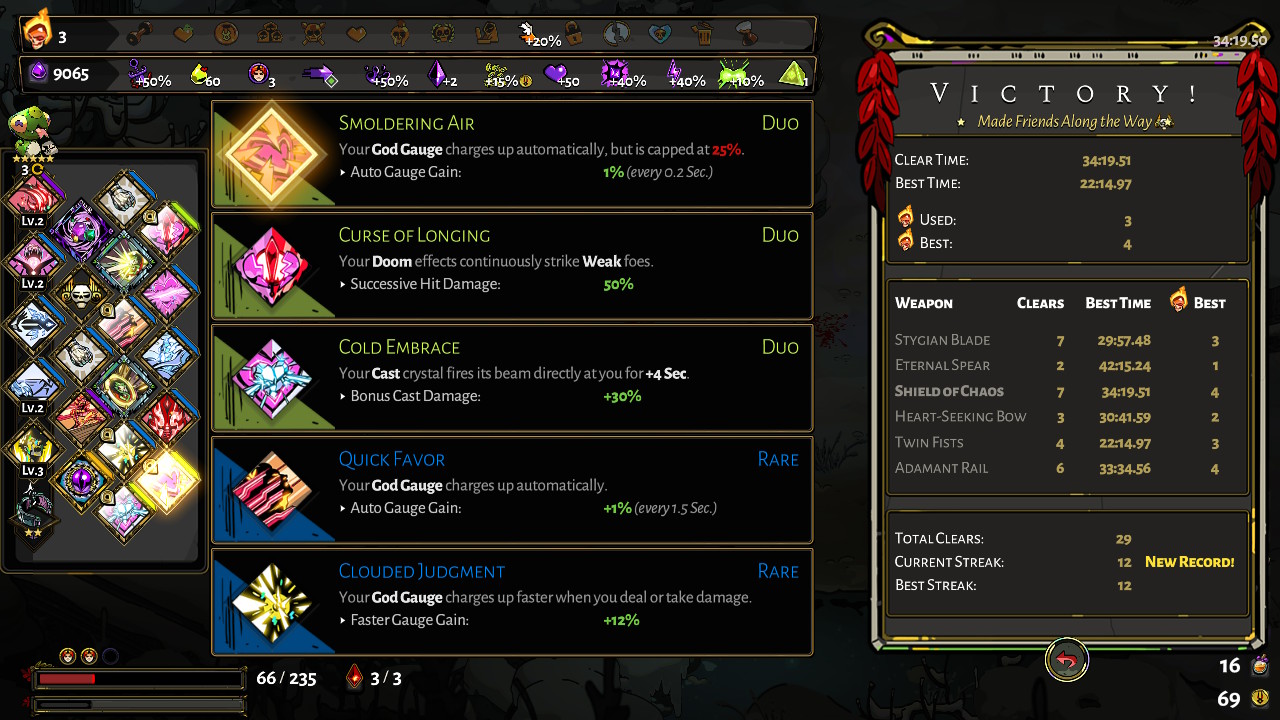 3
+20%
9065
+50%
60
3
+50%
+2
+15%
+50
+40%
+40%
+10%
1
3
Lv.2
Lv.2
Lv.2
Lv.3
SMOLDERING AIR
DUO
Your God Gauge charges up automatically, but is capped at 25%.
Auto Gauge Gain: 1% (every 0.2 Sec.)
CURSE OF LONGING
DUO
Your Doom effects continuously strike Weak foes.
Successive Hit Damage: 50%
COLD EMBRACE
DUO
Your Cast crystal fires its beam directly at you for +4 Sec.
Bonus Cast Damage: +30%
QUICK FAVOR
RARE
Your God Gauge charges up automatically.
Auto Gauge Gain: +1% (every 1.5 Sec.)
CLOUDED JUDGMENT
RARE
Your God Gauge charges up faster when you deal or take damage.
Faster Gauge Gain: +12%
66 / 235
3 / 3
34:19.50
VICTORY!
Made Friends Along the Way
CLEAR TIME: 34:19.51
BEST TIME: 22:14.97
USED: 3
BEST: 4
WEAPON CLEARS BEST TIME BEST
STYGIAN BLADE 7 29:57.48 3
ETERNAL SPEAR 2 42:15.24 1
SHIELD OF CHAOS 7 34:19.51 4
HEART-SEEKING BOW 3 30:41.59 2
TWIN FISTS 4 22:14.97 3
ADAMANT RAIL 6 33:34.56 4
TOTAL CLEARS: 29
CURRENT STREAK: 12 NEW RECORD!
BEST STREAK: 12
16
69